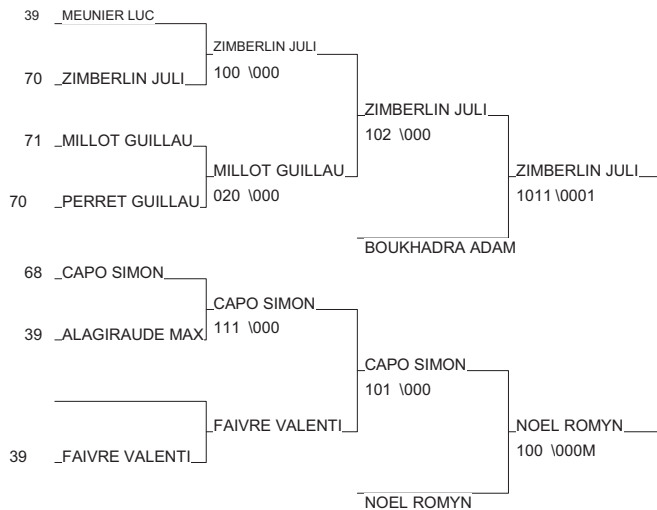 39 MEUNIER LUC
ZIMBERLIN JULI
100 \000
70 ZIMBERLIN JULI
ZIMBERLIN JULI
102 \000
71 MILLOT GUILLAU
MILLOT GUILLAU
020 \000
ZIMBERLIN JULI
1011 \0001
70 PERRET GUILLAU
BOUKHADRA ADAM
68 CAPO SIMON
CAPO SIMON
111 \000
39 ALAGIRAUDE MAX
CAPO SIMON
101 \000
FAIVRE VALENTI
NOEL ROMYN
100 \000M
39 FAIVRE VALENTI
NOEL ROMYN